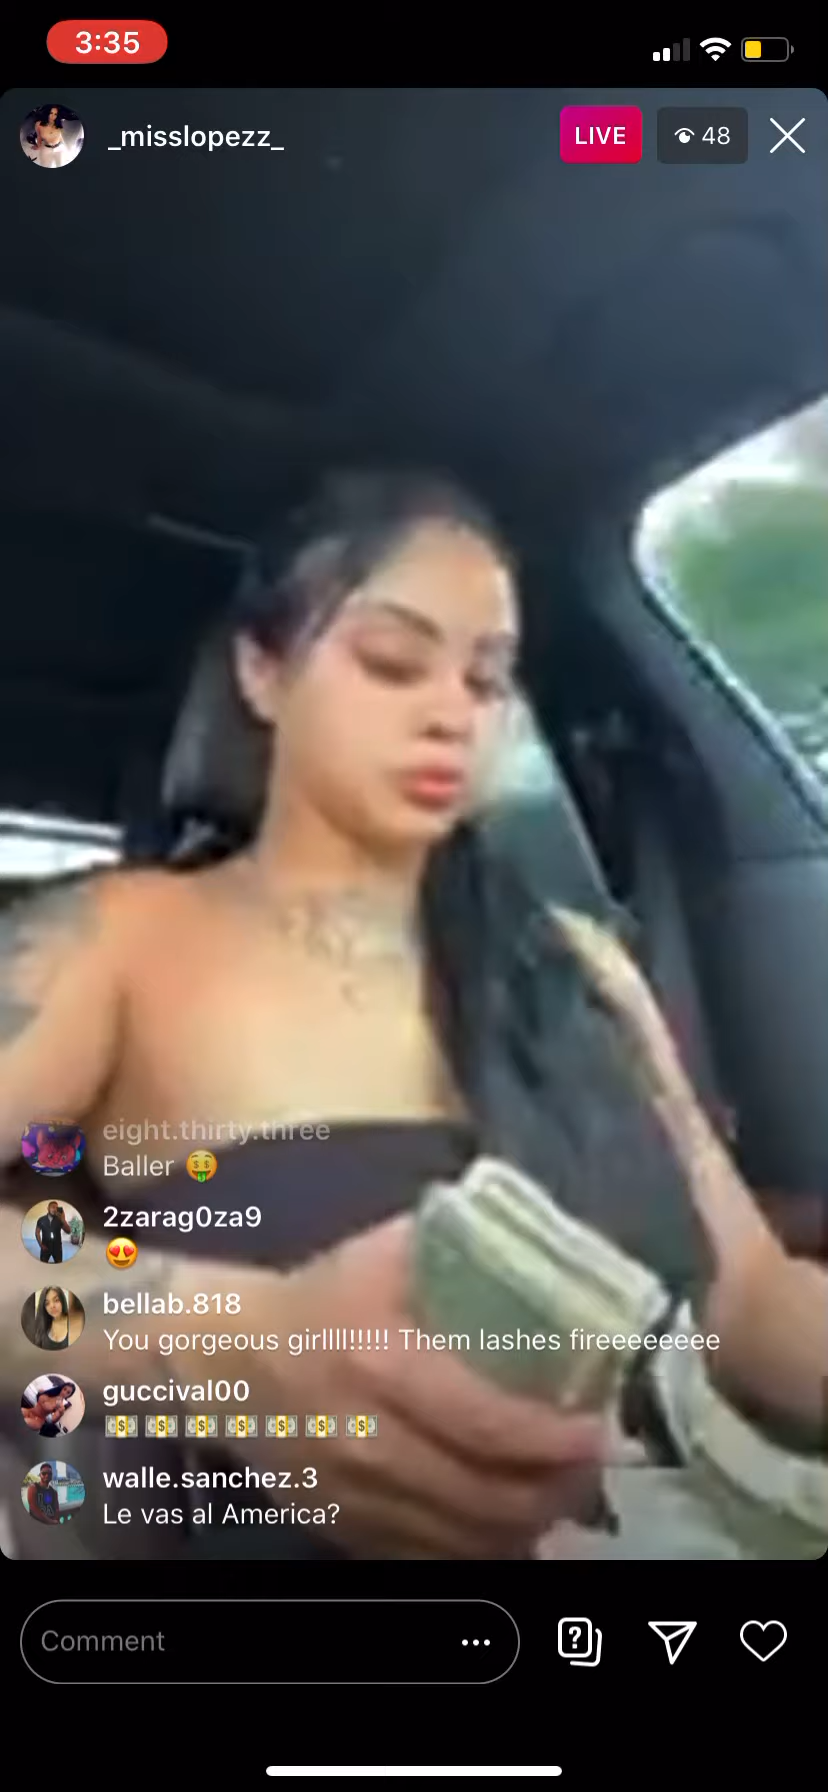 3:35
_misslopezz_
LIVE
48
eight.thirty.three
Baller 🤑
2zarag0za9
😍
bellab.818
You gorgeous girllll!!!!! Them lashes fireeeeeeee
guccival00
💵 💵 💵 💵 💵 💵 💵
walle.sanchez.3
Le vas al America?
Comment